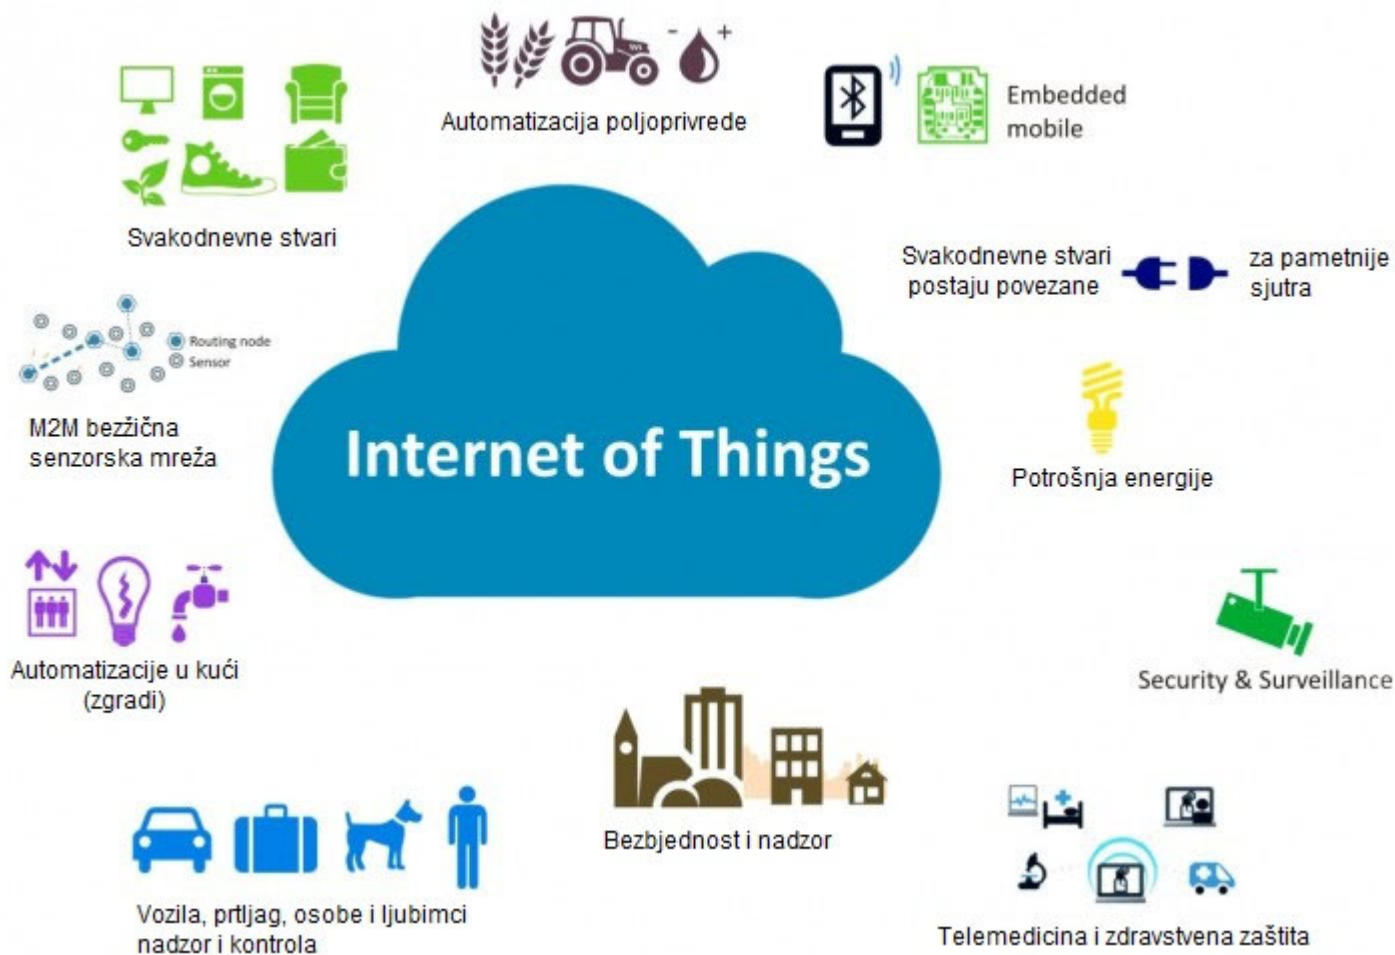 Automatizacija poljoprivrede
Embedded
mobile
Svakodnevne stvari
Svakodnevne stvari
postaju povezane
za pametnije
sjutra
Routing node
Sensor
M2M bezžična
senzorska mreža
Internet of Things
Potrošnja energije
Automatizacije u kući
(zgradi)
Security & Surveillance
Bezbjednost i nadzor
Vozila, prtljag, osobe i ljubimci
nadzor i kontrola
Telemedicina i zdravstvena zaštita